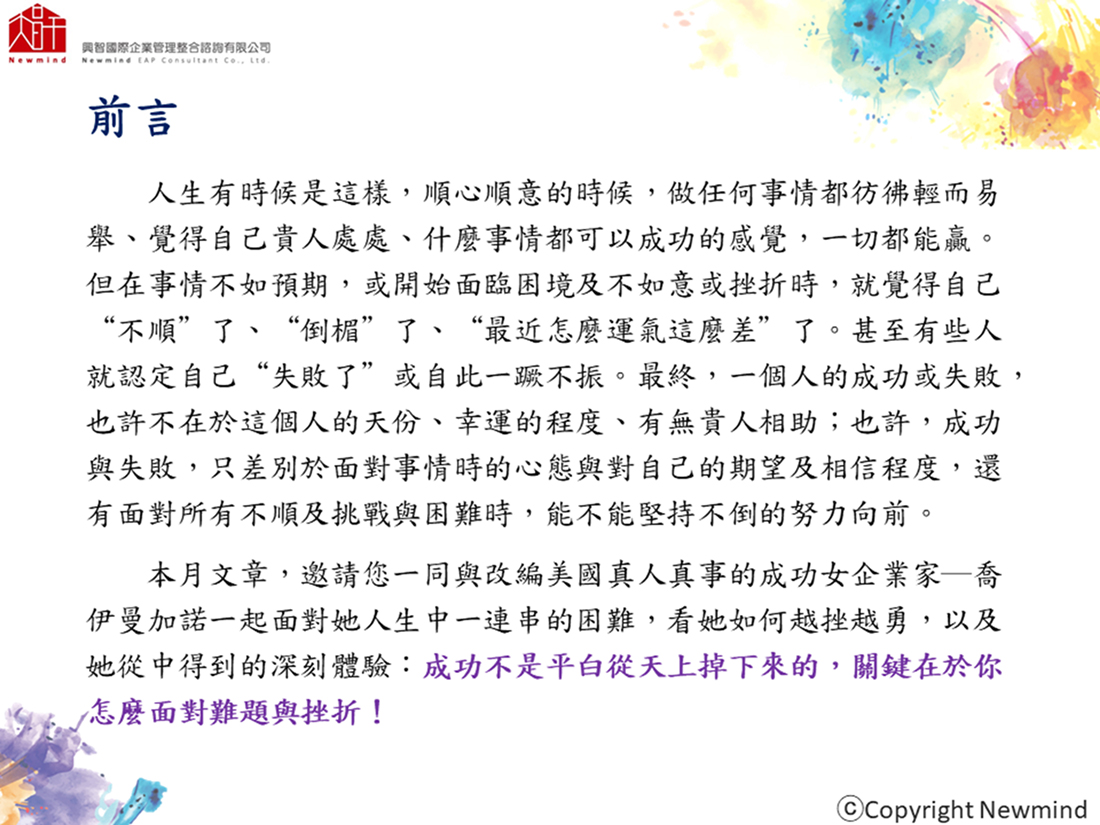 Newmind
興智國際企業管理整合諮詢有限公司
Newmind EAP Consultant Co., Ltd.
前言
人生有時候是這樣，順心順意的時候，做任何事情都彷彿輕而易
舉、覺得自己貴人處處、什麼事情都可以成功的感覺，一切都能贏。
但在事情不如預期，或開始面臨困境及不如意或挫折時，就覺得自己
“不順”了、“倒楣”了、“最近怎麼運氣這麼差”了。甚至有些人
就認定自己“失敗了”或自此一蹶不振。最終，一個人的成功或失敗，
也許不在於這個人的天份、幸運的程度、有無貴人相助；也許，成功
與失敗，只差別於面對事情時的心態與對自己的期望及相信程度，還
有面對所有不順及挑戰與困難時，能不能堅持不倒的努力向前。
本月文章，邀請您一同與改編美國真人真事的成功女企業家—喬
伊曼加諾一起面對她人生中一連串的困難，看她如何越挫越勇，以及
她從中得到的深刻體驗：成功不是平白從天上掉下來的，關鍵在於你
怎麼面對難題與挫折！
ⓒCopyright Newmind